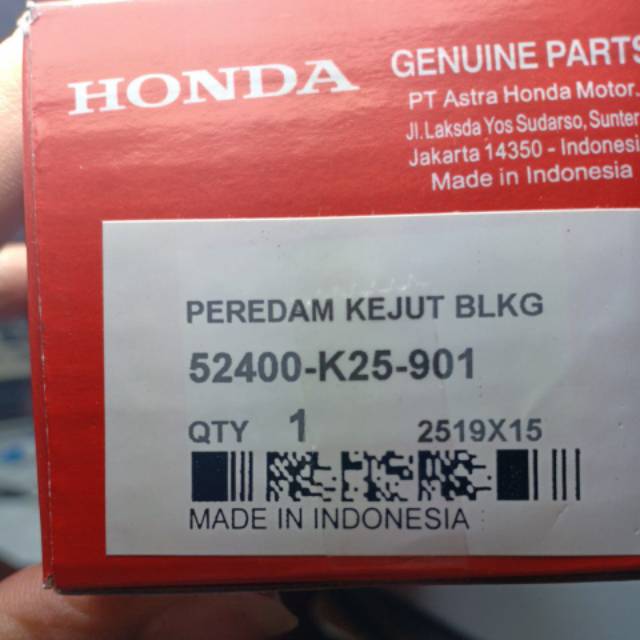 HONDA
GENUINE PARTS
PT Astra Honda Motor.
Jl. Laksda Yos Sudarso, Sunter
Jakarta 14350 - Indonesi
Made in Indonesia
PEREDAM KEJUT BLKG
52400-K25-901
QTY 1 2519X15
MADE IN INDONESIA